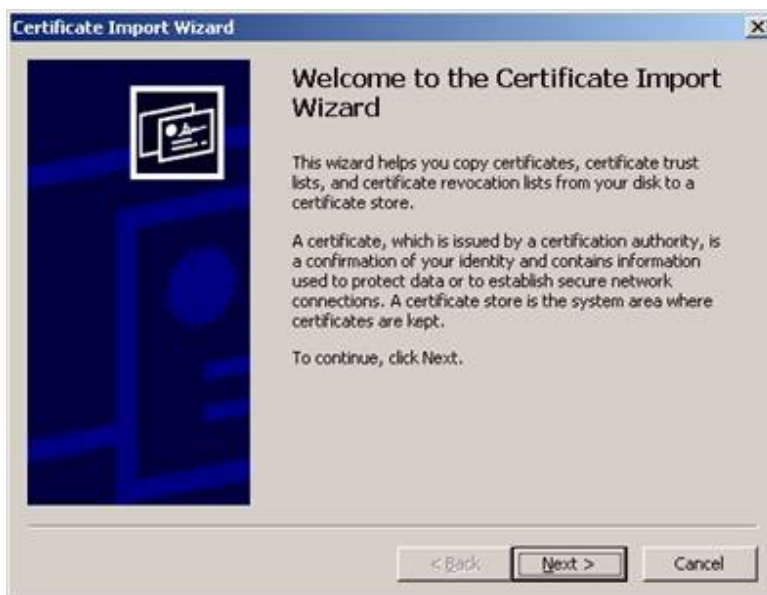 Certificate Import Wizard
Welcome to the Certificate Import
Wizard
This wizard helps you copy certificates, certificate trust
lists, and certificate revocation lists from your disk to a
certificate store.
A certificate, which is issued by a certification authority, is
a confirmation of your identity and contains information
used to protect data or to establish secure network
connections. A certificate store is the system area where
certificates are kept.
To continue, click Next.
< Back
Next >
Cancel